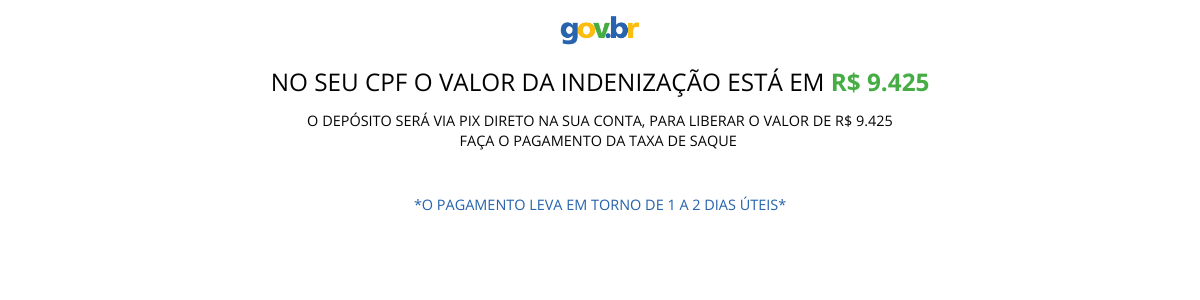 gov.br
NO SEU CPF O VALOR DA INDENIZAÇÃO ESTÁ EM R$ 9.425
O DEPÓSITO SERÁ VIA PIX DIRETO NA SUA CONTA, PARA LIBERAR O VALOR DE R$ 9.425
FAÇA O PAGAMENTO DA TAXA DE SAQUE
*O PAGAMENTO LEVA EM TORNO DE 1 A 2 DIAS ÚTEIS*